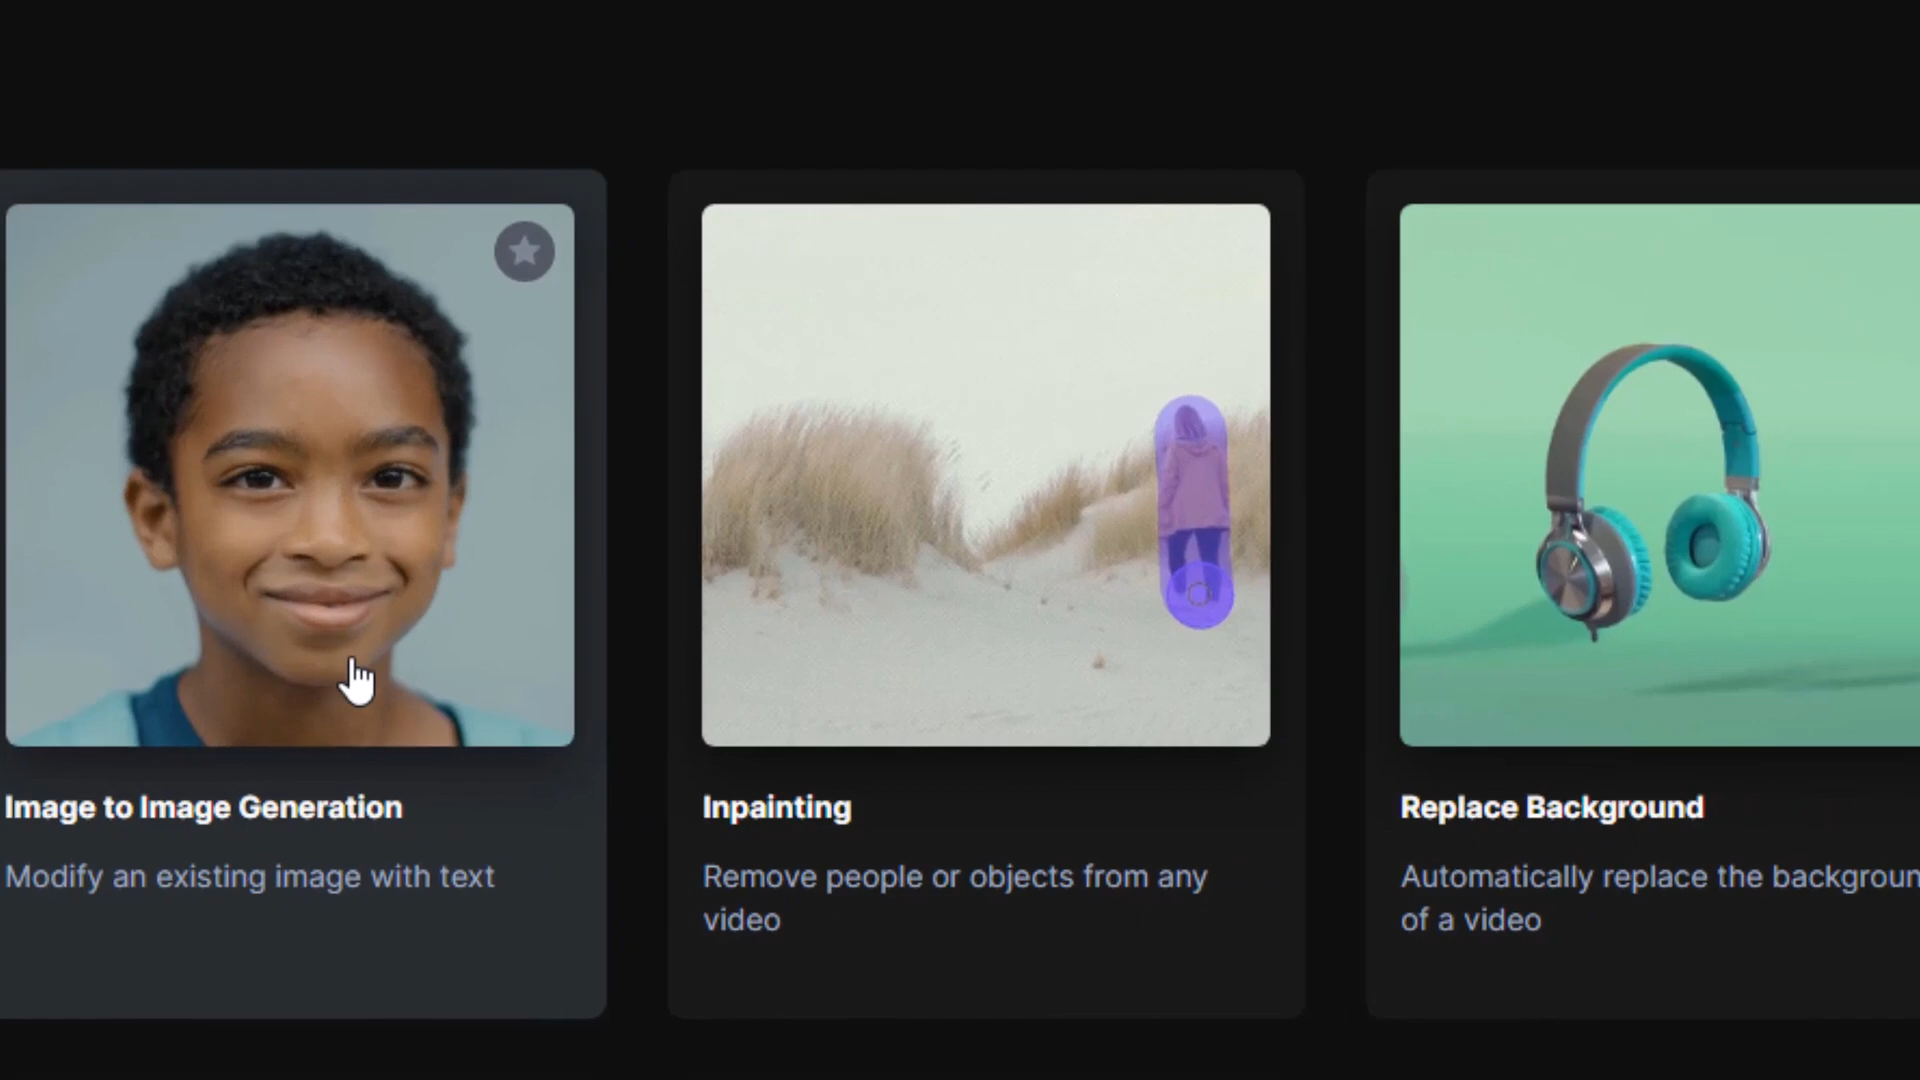 Image to Image Generation
Modify an existing image with text
Inpainting
Remove people or objects from any
video
Replace Background
Automatically replace the
of a video